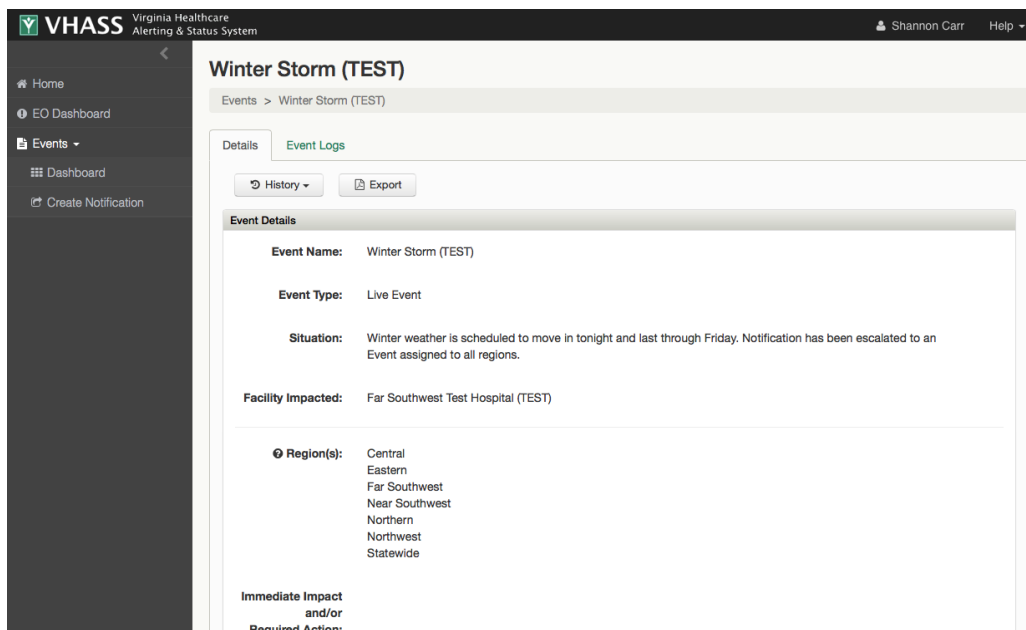 VHASS Virginia Healthcare
Alerting & Status System
Shannon Carr Help
Home
EO Dashboard
Events
Dashboard
Create Notification
Winter Storm (TEST)
Events > Winter Storm (TEST)
Details Event Logs
History Export
Event Details
Event Name: Winter Storm (TEST)
Event Type: Live Event
Situation: Winter weather is scheduled to move in tonight and last through Friday. Notification has been escalated to an
Event assigned to all regions.
Facility Impacted: Far Southwest Test Hospital (TEST)
Region(s): Central
Eastern
Far Southwest
Near Southwest
Northern
Northwest
Statewide
Immediate Impact
and/or
Required Action: